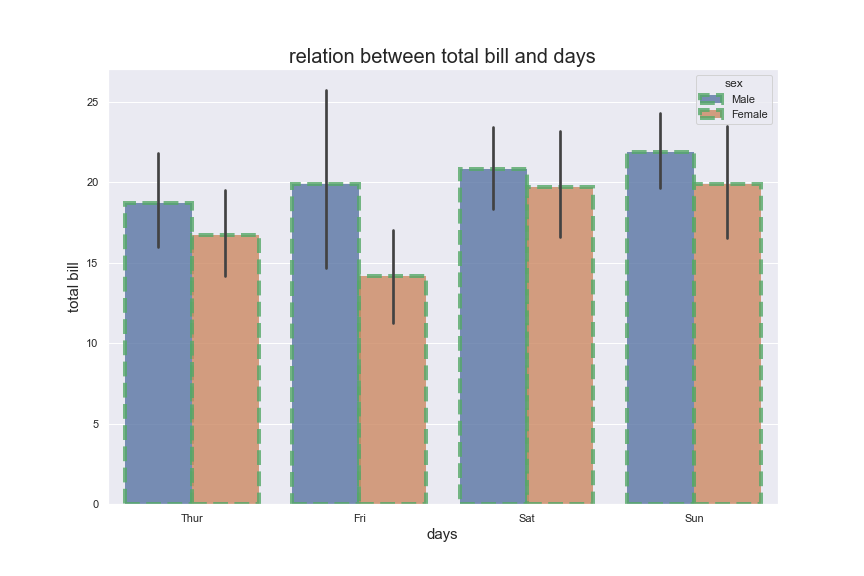 relation between total bill and days
sex
Male
Female
25
20
15
10
5
0
total bill
Thur Fri Sat Sun
days